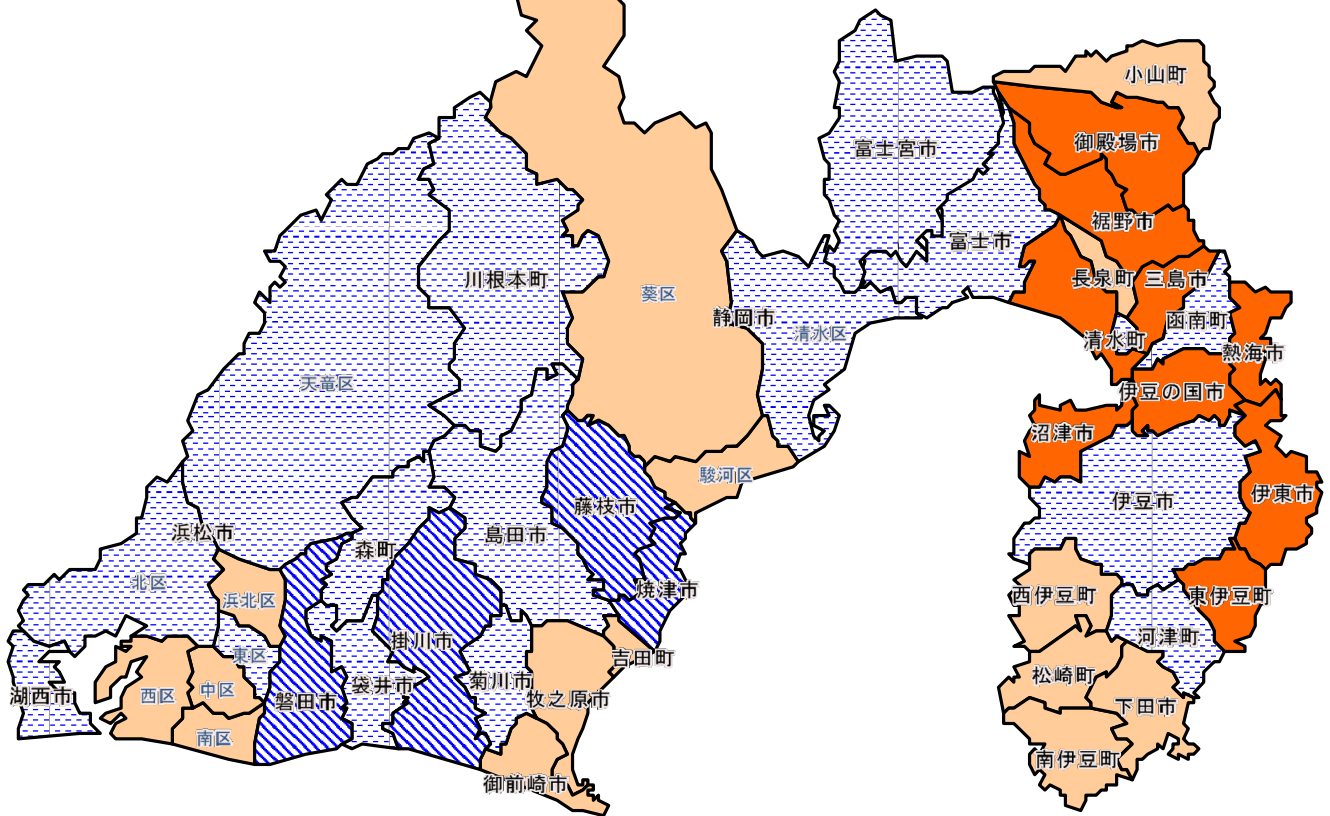 小山町
御殿場市
富士宮市
裾野市
富士市
川根本町
長泉町
三島市
葵区
静岡市
清水区
函南町
清水町
熱海市
天竜区
伊豆の国市
沼津市
駿河区
伊豆市
伊東市
藤枝市
浜松市
島田市
森町
北区
焼津市
西伊豆町
東伊豆町
浜北区
掛川市
河津町
東区
吉田町
松崎町
菊川市
袋井市
中区
西区
湖西市
磐田市
牧之原市
下田市
南区
南伊豆町
御前崎市